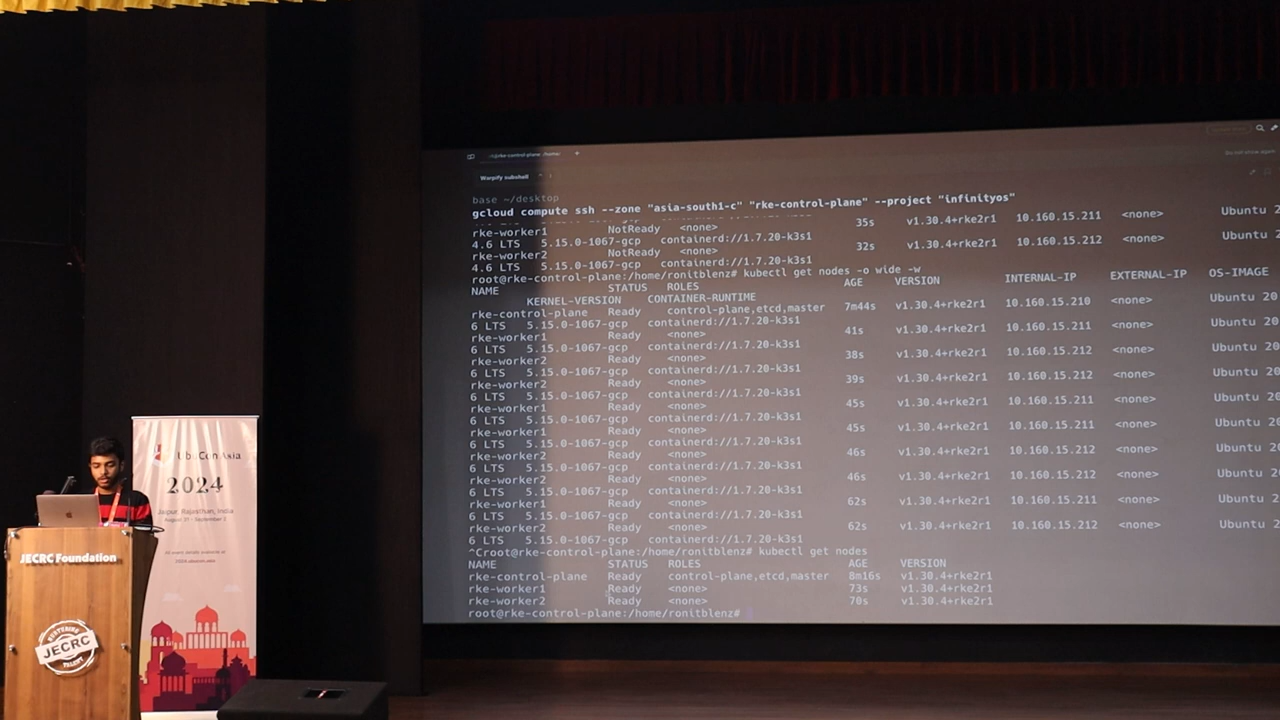 Warpify subshell
base ~/desktop
gcloud compute ssh --zone "asia-south1-c" "rke-control-plane" --project "infinityos"
rke-worker1 NotReady <none> 35s v1.30.4+rke2r1 10.160.15.211 <none> Ubuntu 2
4.6 LTS 5.15.0-1067-gcp containerd://1.7.20-k3s1
rke-worker2 NotReady <none> 32s v1.30.4+rke2r1 10.160.15.212 <none> Ubuntu 2
4.6 LTS 5.15.0-1067-gcp containerd://1.7.20-k3s1
root@rke-control-plane:/home/ronitblenz# kubectl get nodes -o wide -w
NAME STATUS ROLES AGE VERSION INTERNAL-IP EXTERNAL-IP OS-IMAGE
KERNEL-VERSION CONTAINER-RUNTIME
rke-control-plane Ready control-plane,etcd,master 7m44s v1.30.4+rke2r1 10.160.15.210 <none> Ubuntu 20
6 LTS 5.15.0-1067-gcp containerd://1.7.20-k3s1
rke-worker1 Ready <none> 41s v1.30.4+rke2r1 10.160.15.211 <none> Ubuntu 20
6 LTS 5.15.0-1067-gcp containerd://1.7.20-k3s1
rke-worker2 Ready <none> 38s v1.30.4+rke2r1 10.160.15.212 <none> Ubuntu 20
6 LTS 5.15.0-1067-gcp containerd://1.7.20-k3s1
rke-worker2 Ready <none> 39s v1.30.4+rke2r1 10.160.15.212 <none> Ubuntu 20
6 LTS 5.15.0-1067-gcp containerd://1.7.20-k3s1
rke-worker1 Ready <none> 45s v1.30.4+rke2r1 10.160.15.211 <none> Ubuntu 20
6 LTS 5.15.0-1067-gcp containerd://1.7.20-k3s1
rke-worker1 Ready <none> 45s v1.30.4+rke2r1 10.160.15.211 <none> Ubuntu 20
6 LTS 5.15.0-1067-gcp containerd://1.7.20-k3s1
rke-worker2 Ready <none> 46s v1.30.4+rke2r1 10.160.15.212 <none> Ubuntu 20
6 LTS 5.15.0-1067-gcp containerd://1.7.20-k3s1
rke-worker2 Ready <none> 46s v1.30.4+rke2r1 10.160.15.212 <none> Ubuntu 20
6 LTS 5.15.0-1067-gcp containerd://1.7.20-k3s1
rke-worker1 Ready <none> 62s v1.30.4+rke2r1 10.160.15.211 <none> Ubuntu 2
6 LTS 5.15.0-1067-gcp containerd://1.7.20-k3s1
rke-worker2 Ready <none> 62s v1.30.4+rke2r1 10.160.15.212 <none> Ubuntu 2
6 LTS 5.15.0-1067-gcp containerd://1.7.20-k3s1
^Croot@rke-control-plane:/home/ronitblenz# kubectl get nodes
NAME STATUS ROLES AGE VERSION
rke-control-plane Ready control-plane,etcd,master 8m16s v1.30.4+rke2r1
rke-worker1 Ready <none> 73s v1.30.4+rke2r1
rke-worker2 Ready <none> 70s v1.30.4+rke2r1
root@rke-control-plane:/home/ronitblenz#
UbuCon Asia
2024
Jaipur, Rajasthan, India
August 31 - September 1
JECRC Foundation
JECRC
TALENT